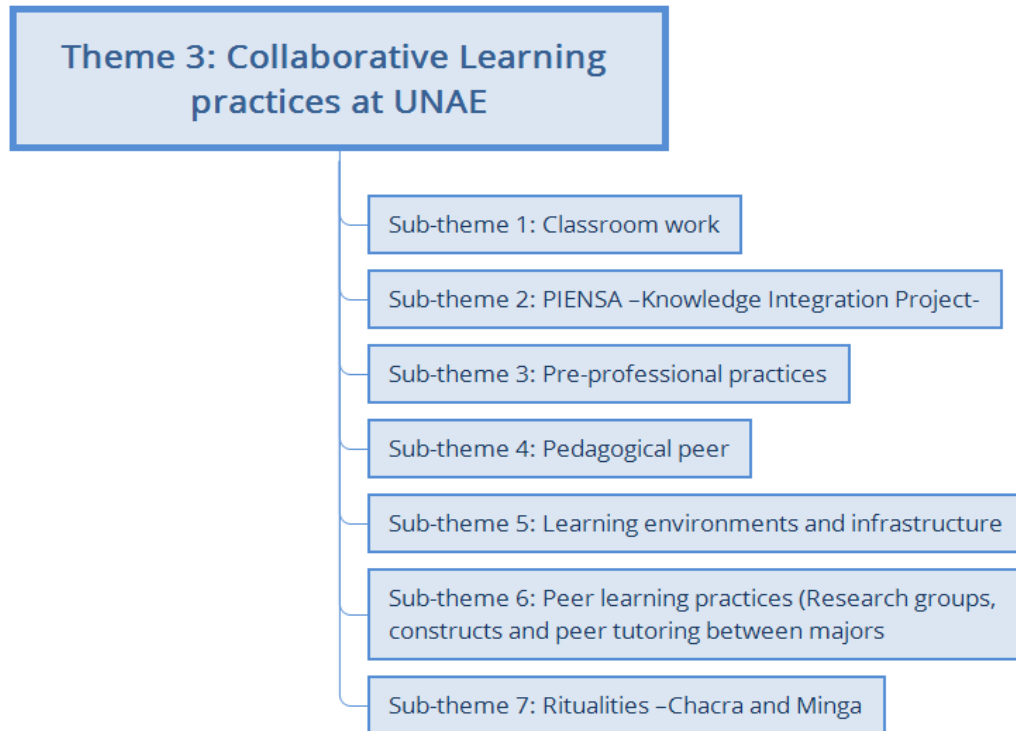 Theme 3: Collaborative Learning
practices at UNAE
Sub-theme 1: Classroom work
Sub-theme 2: PIENSA –Knowledge Integration Project-
Sub-theme 3: Pre-professional practices
Sub-theme 4: Pedagogical peer
Sub-theme 5: Learning environments and infrastructure
Sub-theme 6: Peer learning practices (Research groups,
constructs and peer tutoring between majors
Sub-theme 7: Ritualities –Chacra and Minga